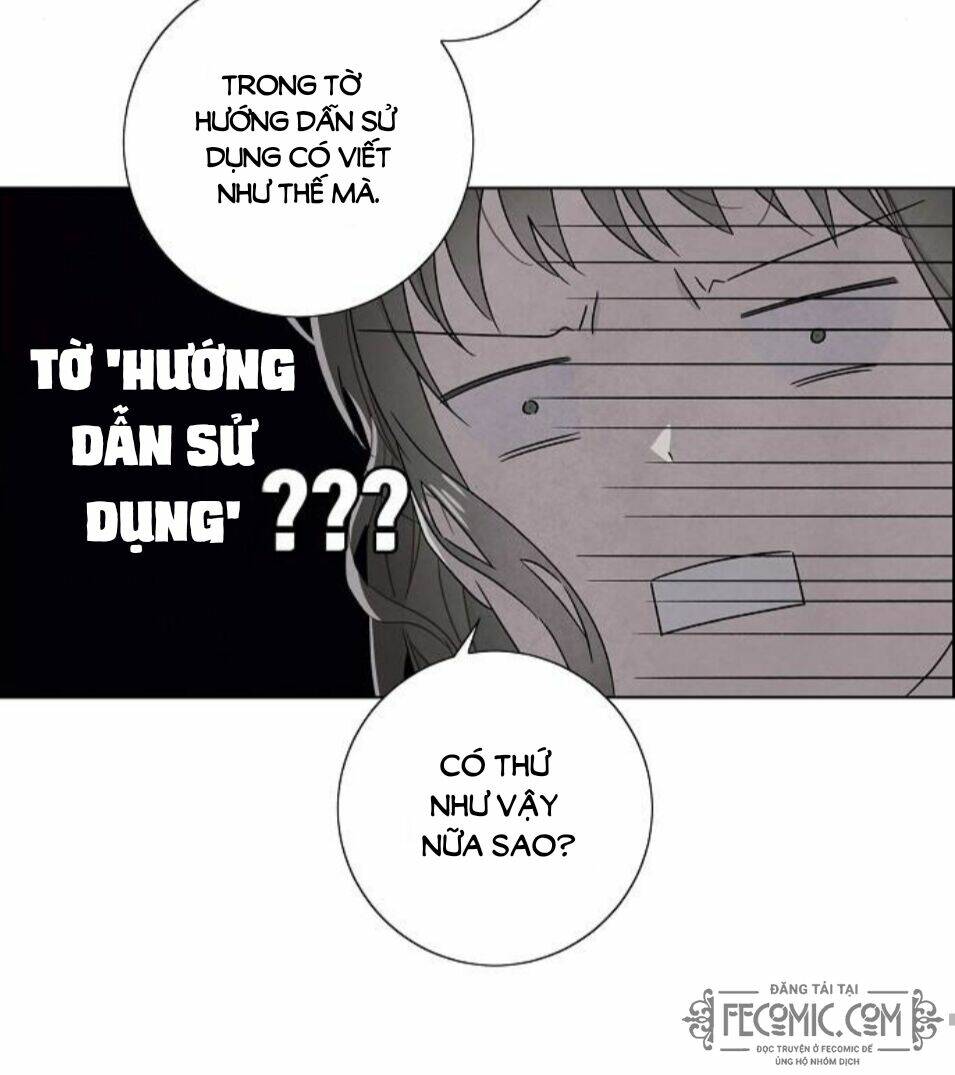 TRONG TỜ
HƯỚNG DẪN SỬ
DỤNG CÓ VIẾT
NHƯ THẾ MÀ.
TỜ 'HƯỚNG
DẪN SỬ
DỤNG' ???
CÓ THỨ
NHƯ VẬY
NỮA SAO?
ĐĂNG TẢI TẠI
FECOMIC.COM
ĐỌC TRUYỆN Ở FECOMIC ĐỂ
ỦNG HỘ NHÓM DỊCH